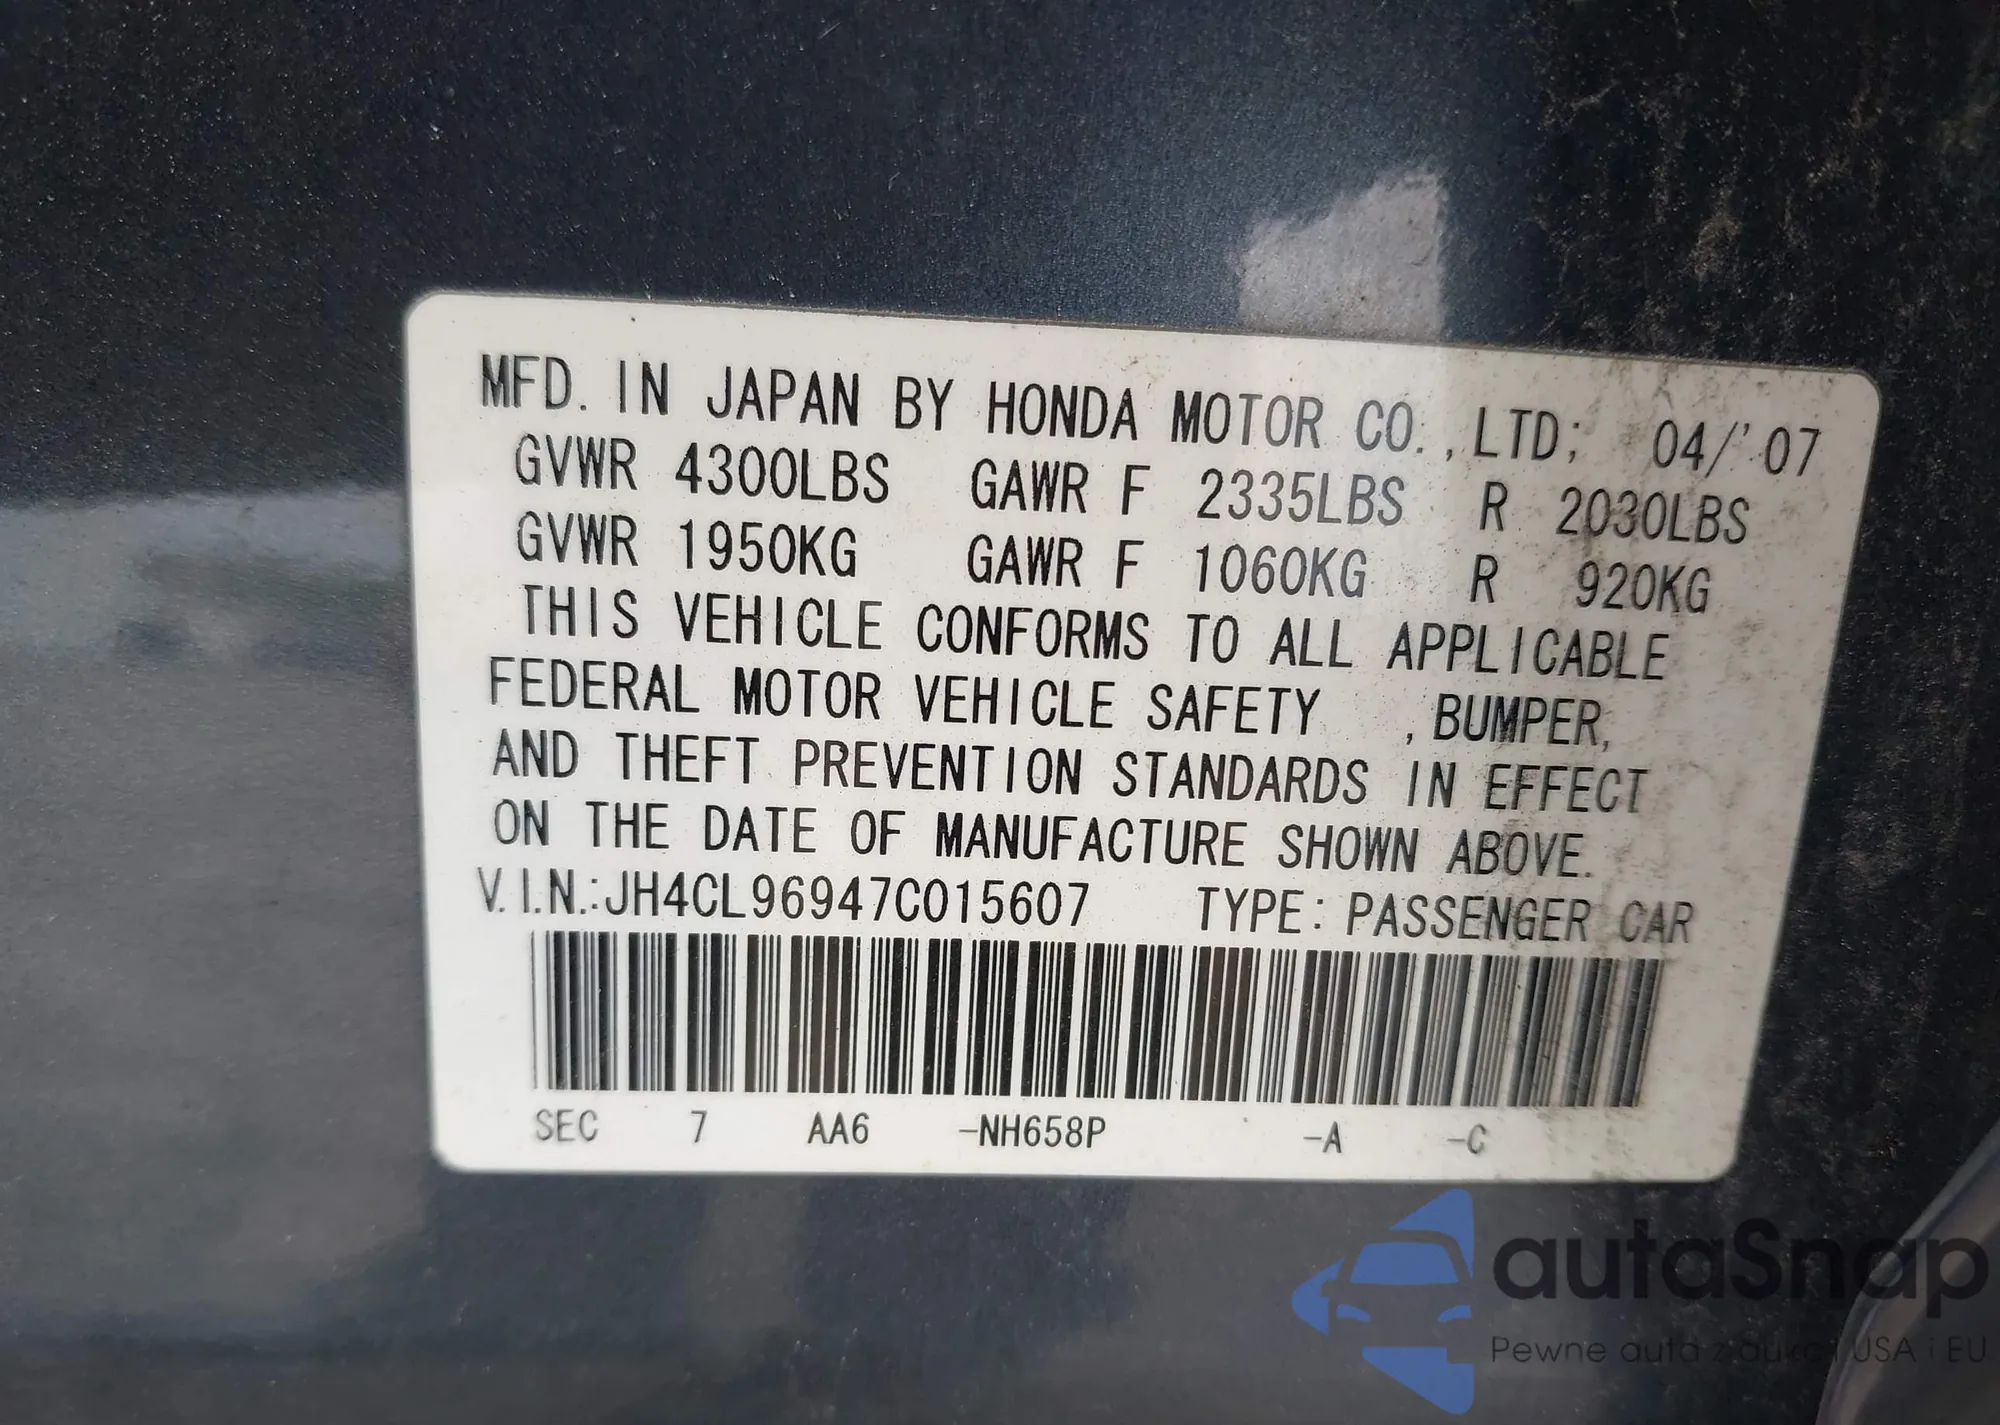 MFD. IN JAPAN BY HONDA MOTOR CO.,LTD; 04/'07
GVWR 4300LBS GAWR F 2335LBS R 2030LBS
GVWR 1950KG GAWR F 1060KG R 920KG
THIS VEHICLE CONFORMS TO ALL APPLICABLE
FEDERAL MOTOR VEHICLE SAFETY ,BUMPER,
AND THEFT PREVENTION STANDARDS IN EFFECT
ON THE DATE OF MANUFACTURE SHOWN ABOVE.
V.I.N.:JH4CL96947C015607 TYPE: PASSENGER CAR
SEC 7 AA6 -NH658P -A -C
autaSnap
Pewne auta z aukcji USA i EU